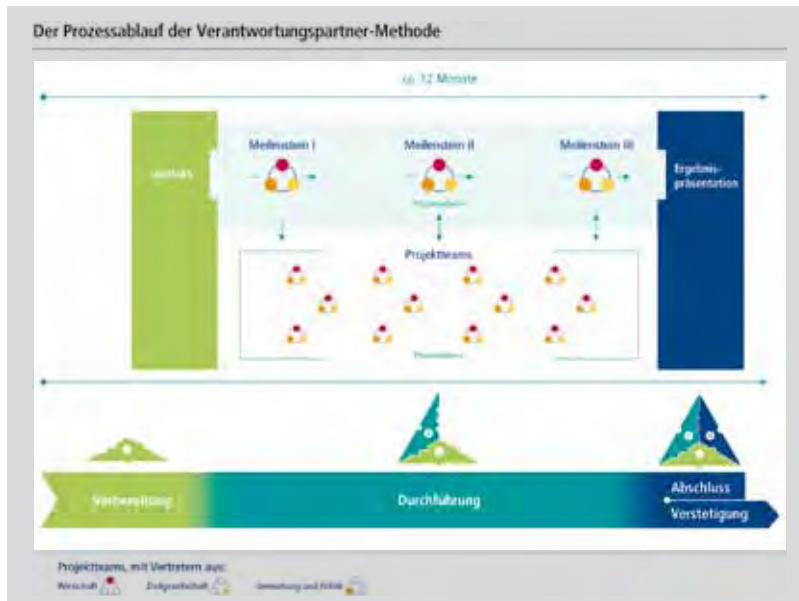 Der Prozessablauf der Verantwortungspartner-Methode
ca. 12 Monate
Meilenstein I
Meilenstein II
Meilenstein III
Ergebnis-
präsentation
Projektteams
Vorbereitung
Durchführung
Abschluss
Verstetigung
Projektteams, mit Vertretern aus:
Wirtschaft
Zivilgesellschaft
Verwaltung und Politik